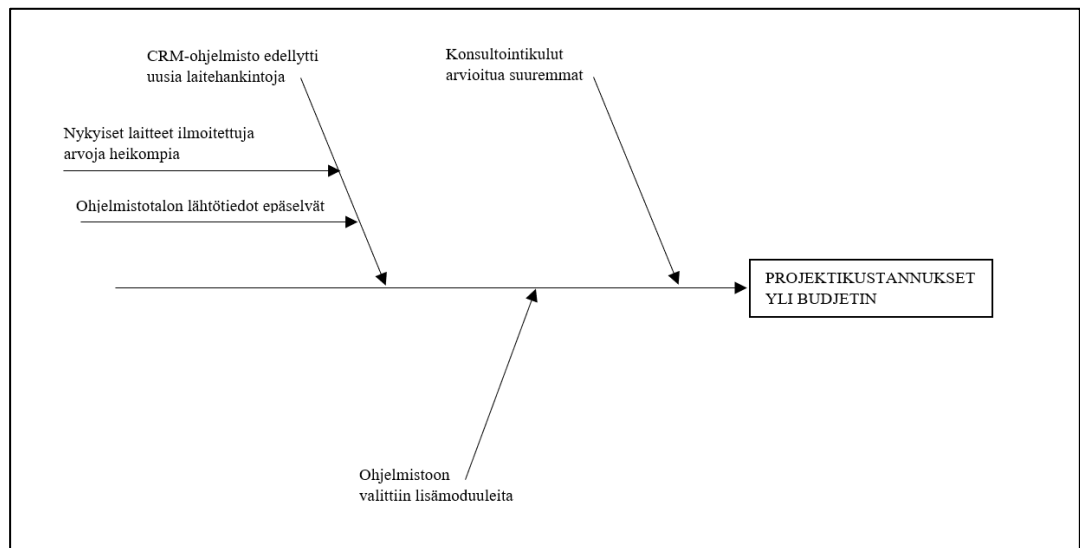 CRM-ohjelmisto edellytti
uusia laitehankintoja
Konsultointikulut
arvioitua suuremmat
Nykyiset laitteet ilmoitettuja
arvoja heikompia
Ohjelmistotalon lähtötiedot epäselvät
PROJEKTIKUSTANNUKSET
YLI BUDJETIN
Ohjelmistoon
valittiin lisämoduuleita